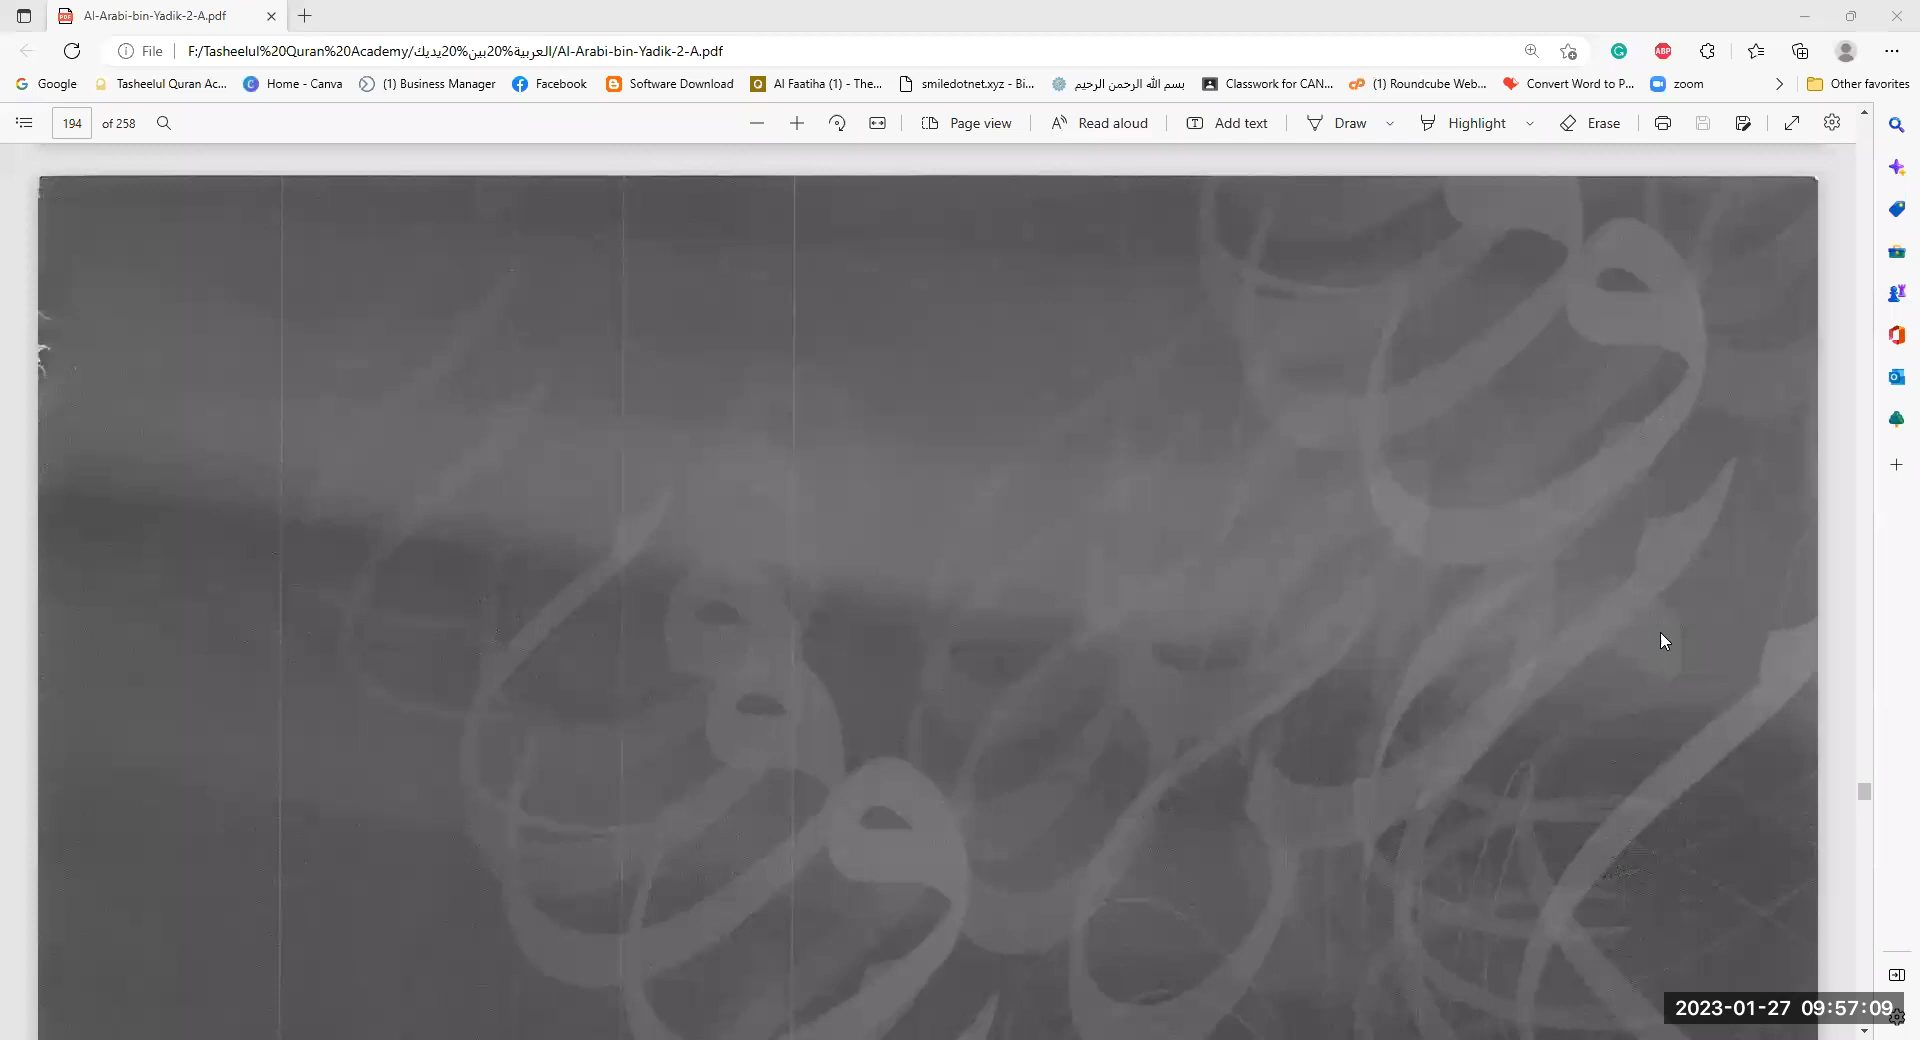 Al-Arabi-bin-Yadik-2-A.pdf
File F:/Tasheelul%20Quran%20Academy/العربية%20بين%20يديك/Al-Arabi-bin-Yadik-2-A.pdf
Google Tasheelul Quran Ac... Home - Canva (1) Business Manager Facebook Software Download Al Faatiha (1) - The... smiledotnet.xyz - Bi... بسم الله الرحمن الرحيم Classwork for CAN... (1) Roundcube Web... Convert Word to P... zoom Other favorites
194 of 258 Page view Read aloud Add text Draw Highlight Erase
2023-01-27 09:57:09